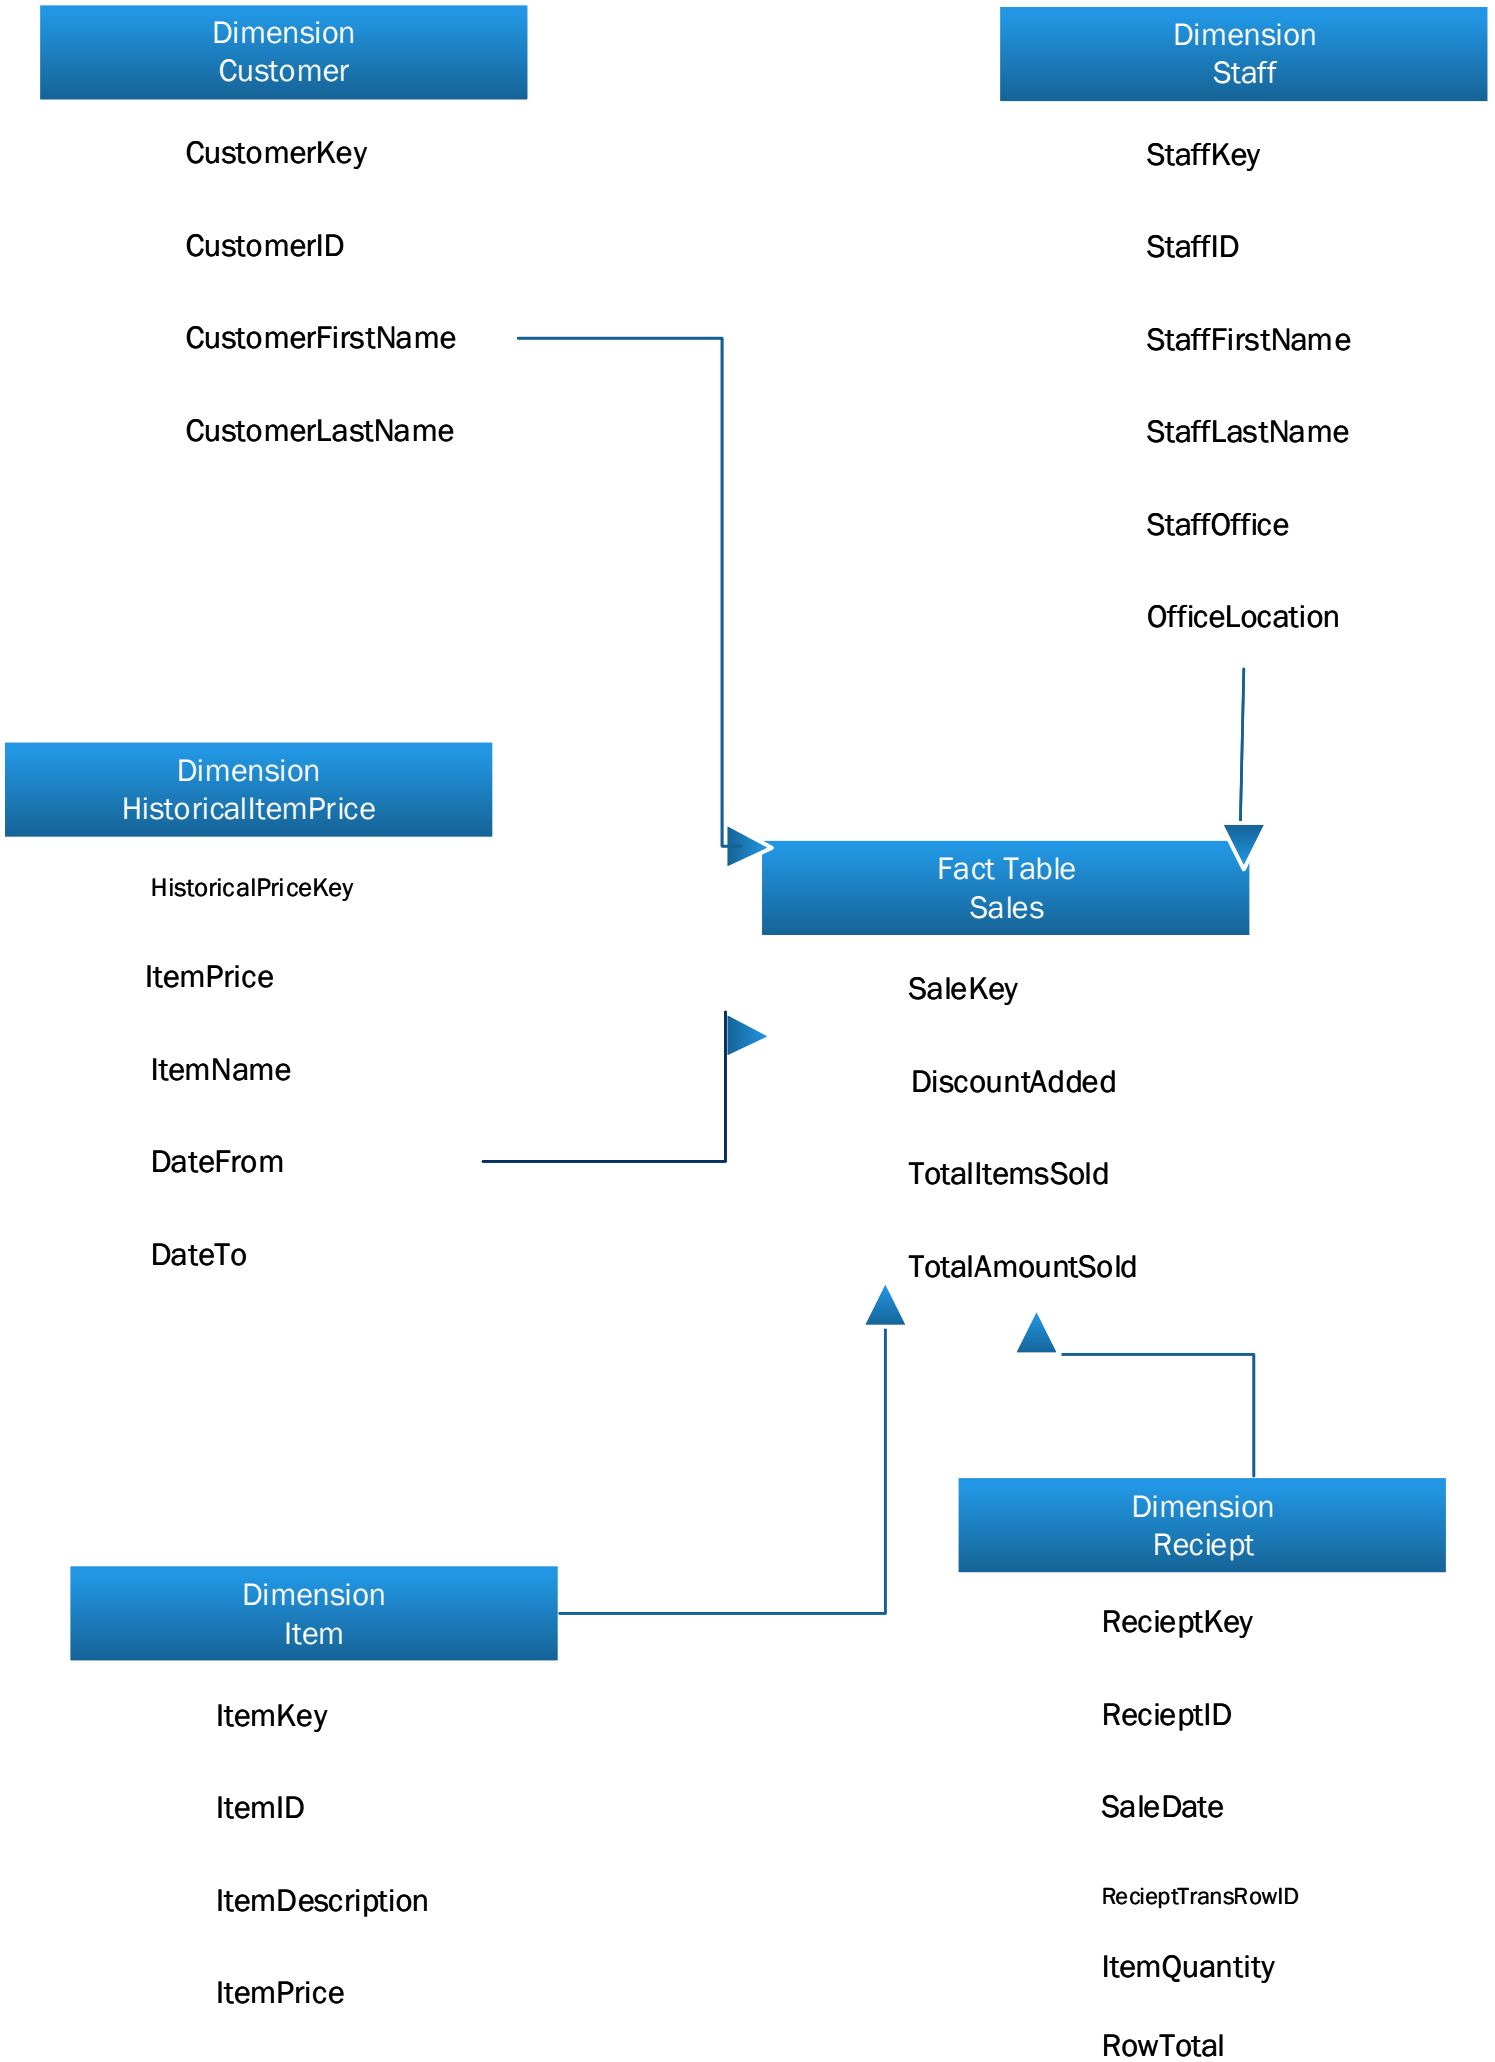 Dimension
Customer
CustomerKey
CustomerID
CustomerFirstName
CustomerLastName
Dimension
Staff
StaffKey
StaffID
StaffFirstName
StaffLastName
StaffOffice
OfficeLocation
Dimension
HistoricalItemPrice
HistoricalPriceKey
ItemPrice
ItemName
DateFrom
DateTo
Fact Table
Sales
SaleKey
DiscountAdded
TotalItemsSold
TotalAmountSold
Dimension
Item
ItemKey
ItemID
ItemDescription
ItemPrice
Dimension
Reciept
RecieptKey
RecieptID
SaleDate
RecieptTransRowID
ItemQuantity
RowTotal